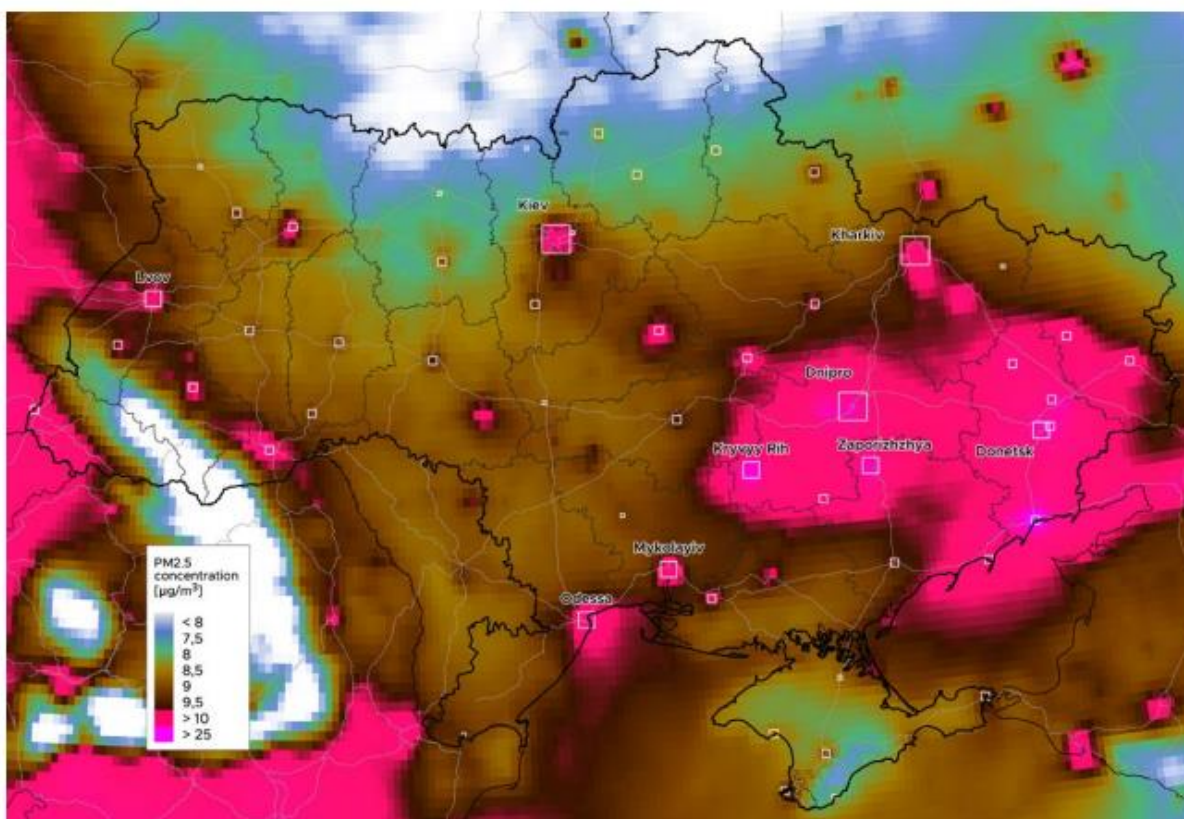 Kiev
Kharkiv
Lvov
Dnipro
Kryvyy Rih
Zaporizhzhya
Donetsk
Mykolayiv
Odessa
PM2.5
concentration
[µg/m³]
< 8
7,5
8
8,5
9
9,5
> 10
> 25